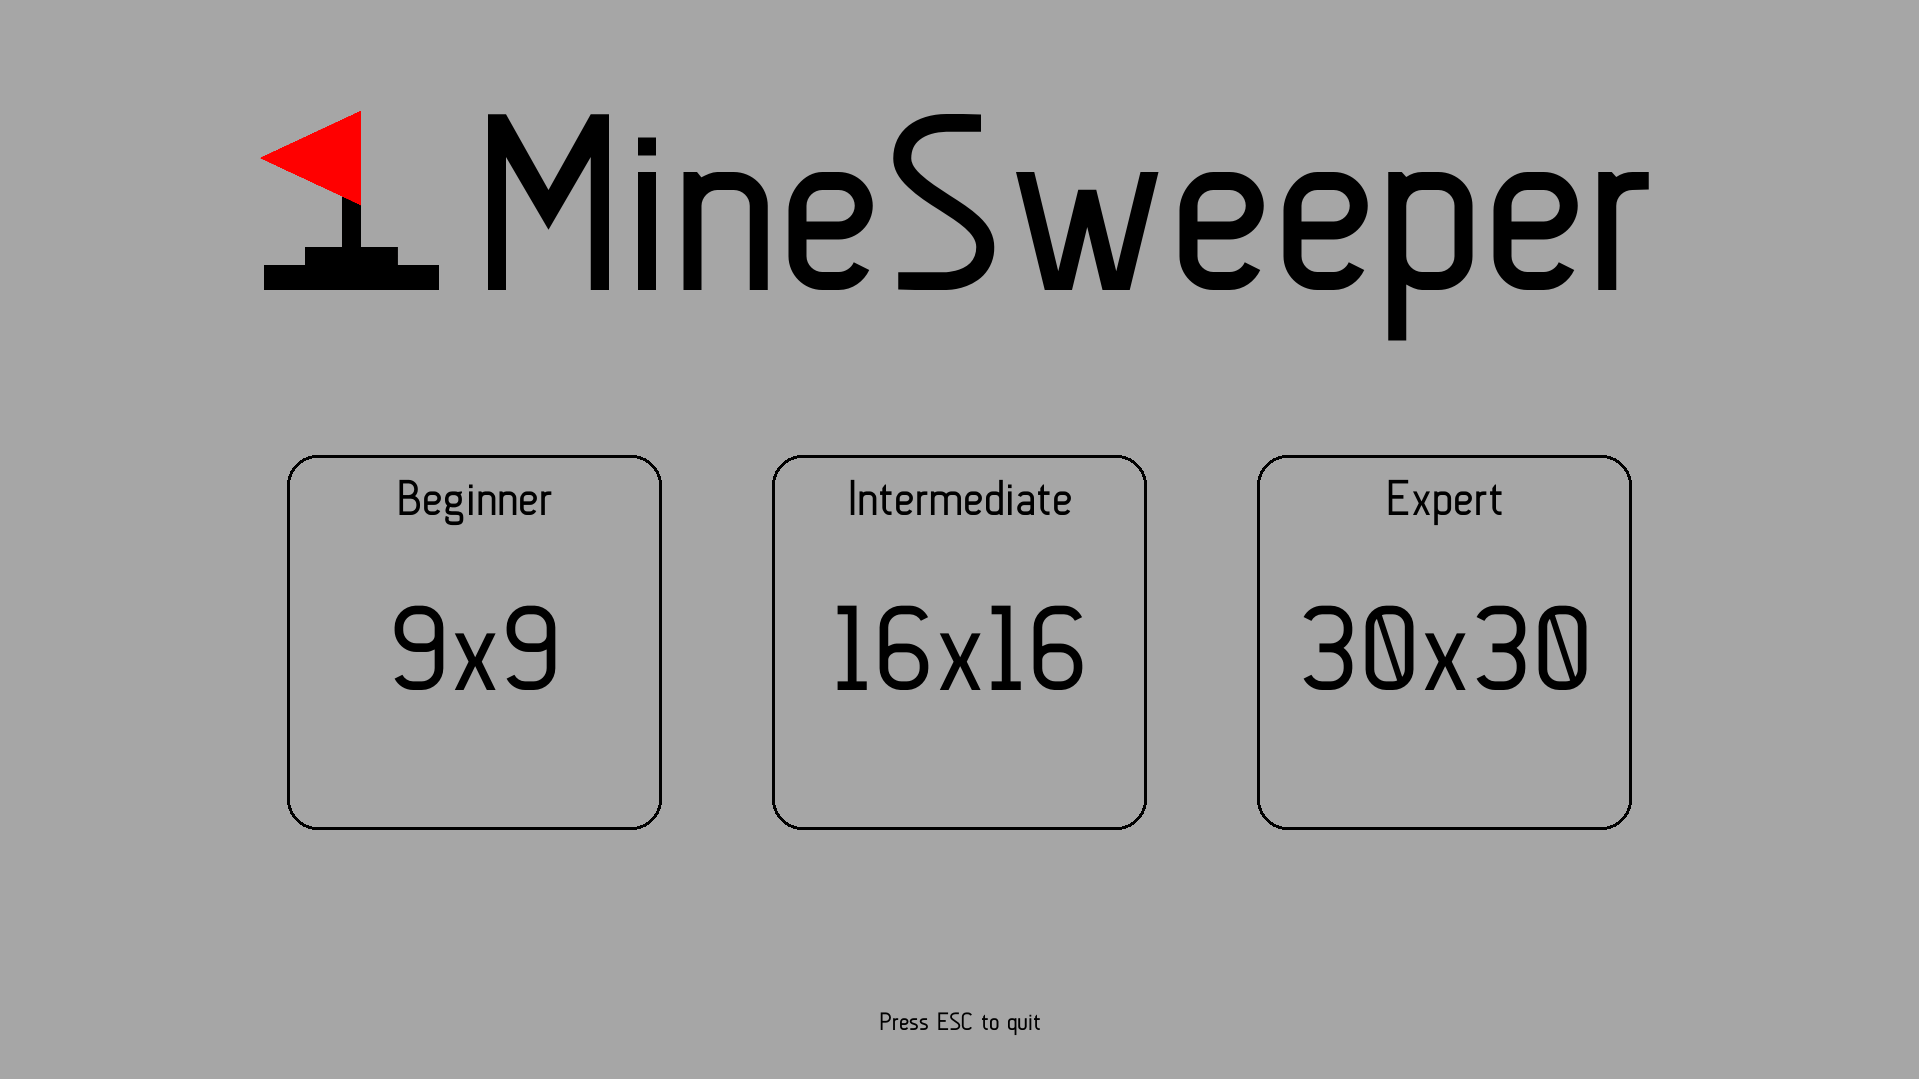 MineSweeper
Beginner
9x9
Intermediate
16x16
Expert
30x30
Press ESC to quit